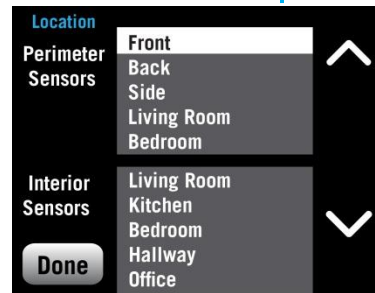 Location
Perimeter
Sensors
Front
Back
Side
Living Room
Bedroom
Interior
Sensors
Living Room
Kitchen
Bedroom
Hallway
Office
Done